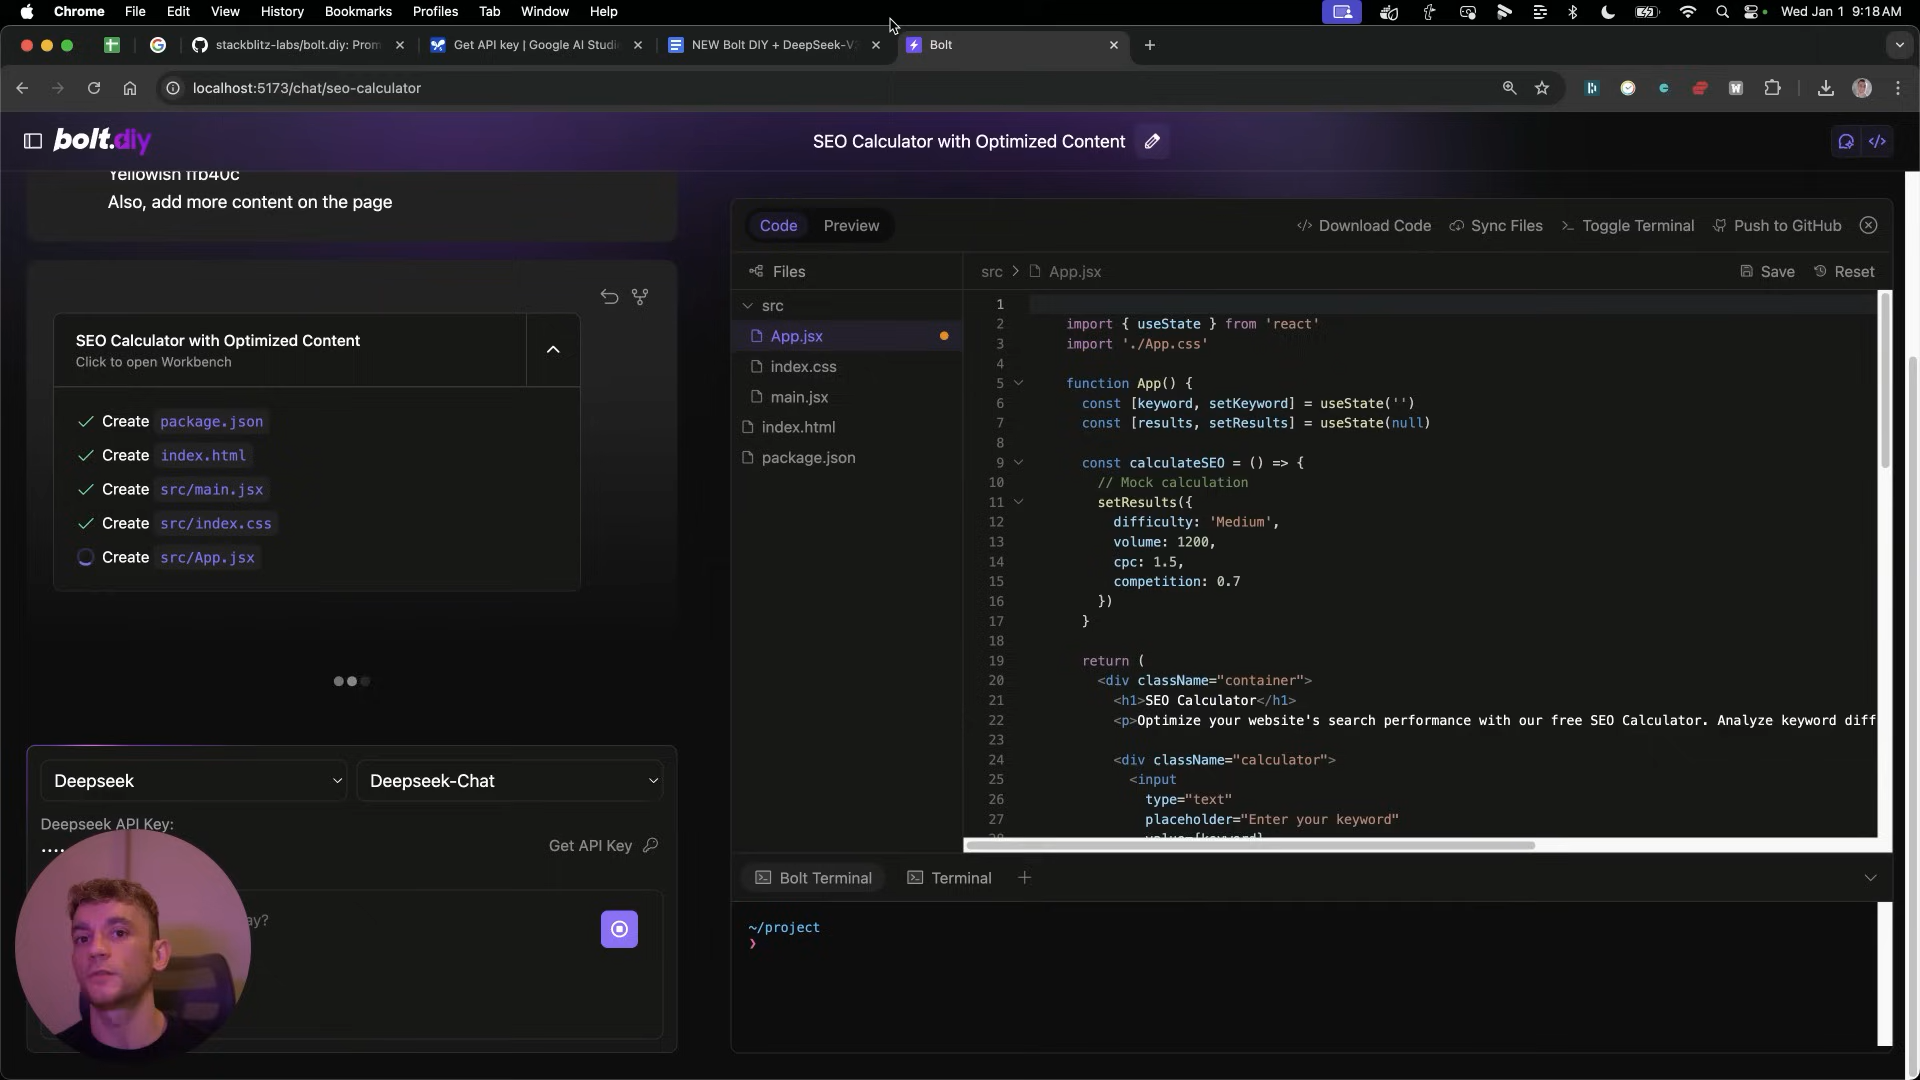 Chrome File Edit View History Bookmarks Profiles Tab Window Help Wed Jan 1 9:18 AM
stackblitz-labs/bolt.diy: Prom Get API key | Google AI Studi NEW Bolt DIY + DeepSeek-V Bolt
localhost:5173/chat/seo-calculator
bolt.diy SEO Calculator with Optimized Content
Yellowish ffb40c
Also, add more content on the page
SEO Calculator with Optimized Content
Click to open Workbench
Create package.json
Create index.html
Create src/main.jsx
Create src/index.css
Create src/App.jsx
Deepseek Deepseek-Chat
Deepseek API Key:
.... Get API Key
ay?
Code Preview Download Code Sync Files Toggle Terminal Push to GitHub
Files
src
App.jsx
index.css
main.jsx
index.html
package.json
src > App.jsx Save Reset
1
2 import { useState } from 'react'
3 import './App.css'
4
5 function App() {
6 const [keyword, setKeyword] = useState('')
7 const [results, setResults] = useState(null)
8
9 const calculateSEO = () => {
10 // Mock calculation
11 setResults({
12 difficulty: 'Medium',
13 volume: 1200,
14 cpc: 1.5,
15 competition: 0.7
16 })
17 }
18
19 return (
20 <div className="container">
21 <h1>SEO Calculator</h1>
22 <p>Optimize your website's search performance with our free SEO Calculator. Analyze keyword diff
23
24 <div className="calculator">
25 <input
26 type="text"
27 placeholder="Enter your keyword"
28 value={keyword}
Bolt Terminal Terminal
~/project
❯